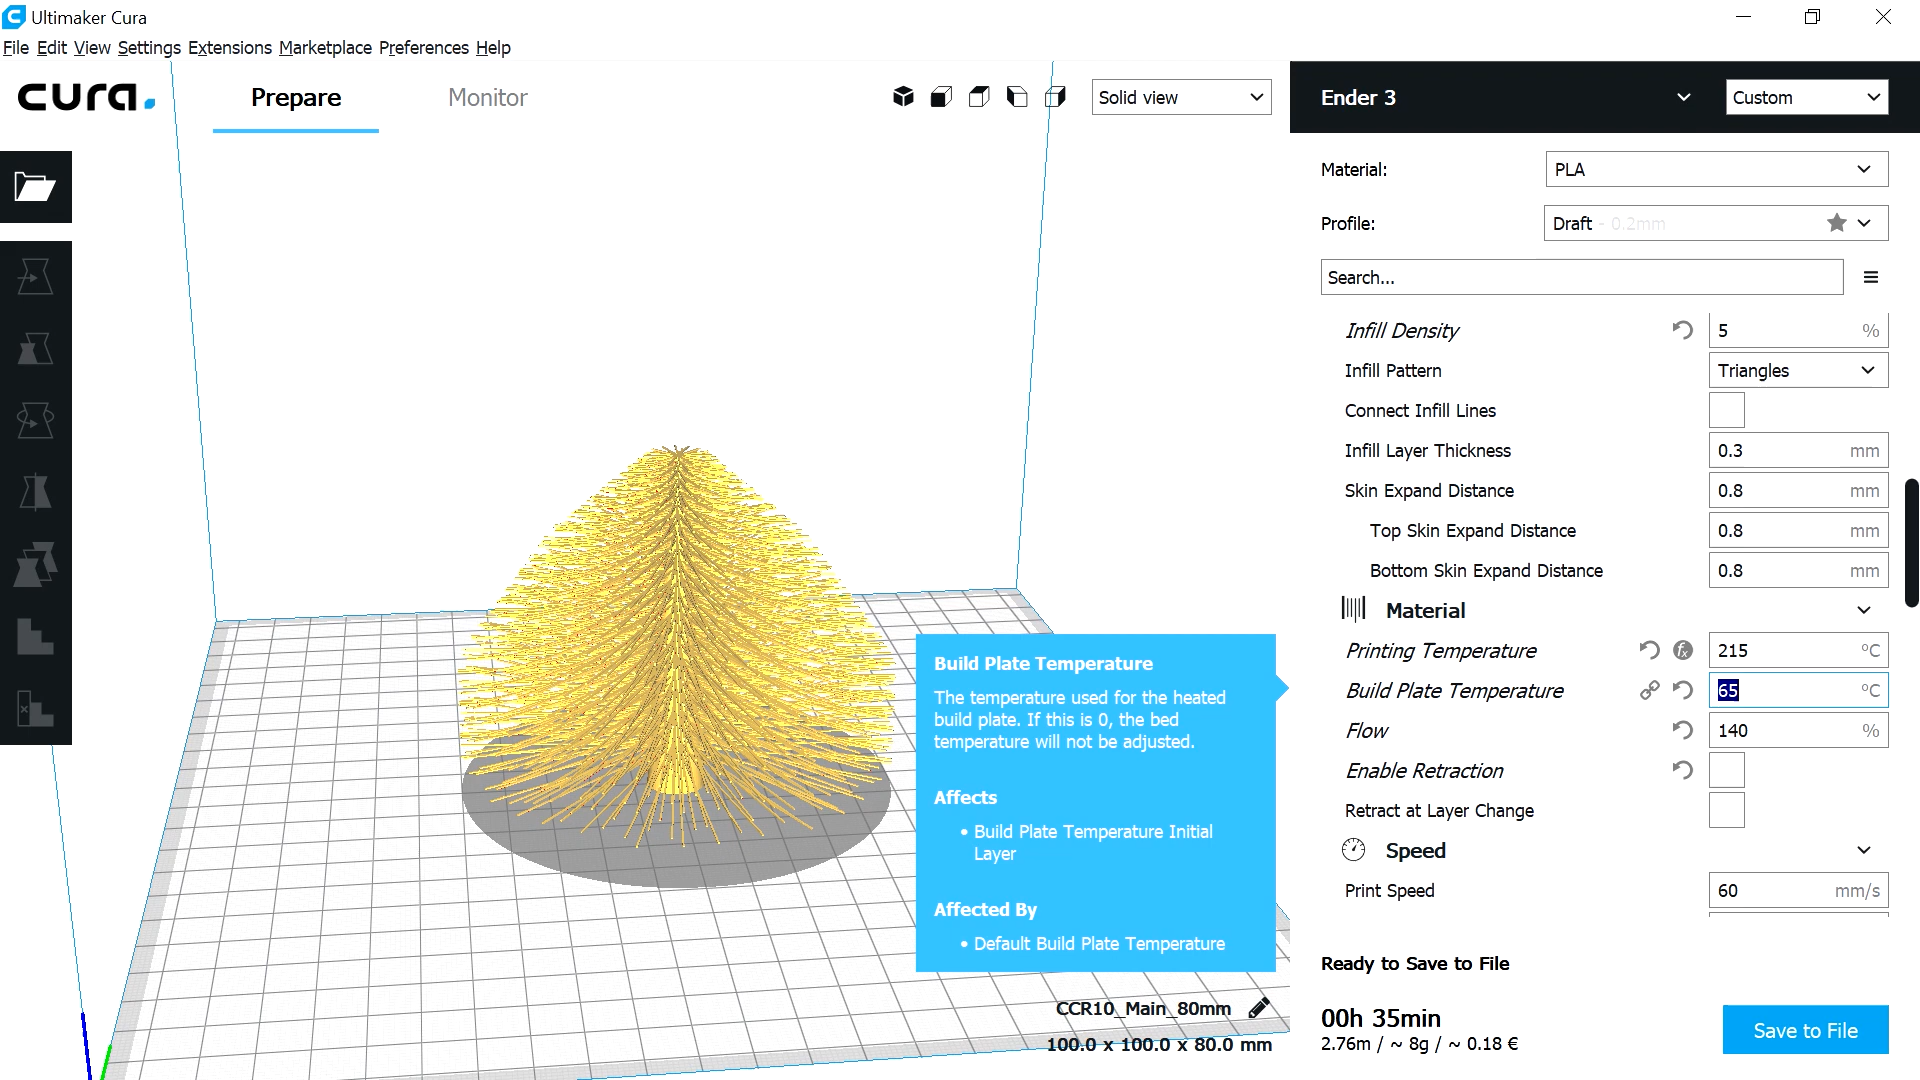 Ultimaker Cura
File Edit View Settings Extensions Marketplace Preferences Help
cura.
Prepare
Monitor
Solid view
Ender 3
Custom
Material:
PLA
Profile:
Draft - 0.2mm
Search...
Infill Density
5 %
Infill Pattern
Triangles
Connect Infill Lines
Infill Layer Thickness
0.3 mm
Skin Expand Distance
0.8 mm
Top Skin Expand Distance
0.8 mm
Bottom Skin Expand Distance
0.8 mm
Material
Printing Temperature
fx
215 °C
Build Plate Temperature
65 °C
Flow
140 %
Enable Retraction
Retract at Layer Change
Speed
Print Speed
60 mm/s
Build Plate Temperature
The temperature used for the heated
build plate. If this is 0, the bed
temperature will not be adjusted.
Affects
• Build Plate Temperature Initial
Layer
Affected By
• Default Build Plate Temperature
CCR10_Main_80mm
100.0 x 100.0 x 80.0 mm
Ready to Save to File
00h 35min
2.76m / ~ 8g / ~ 0.18 €
Save to File